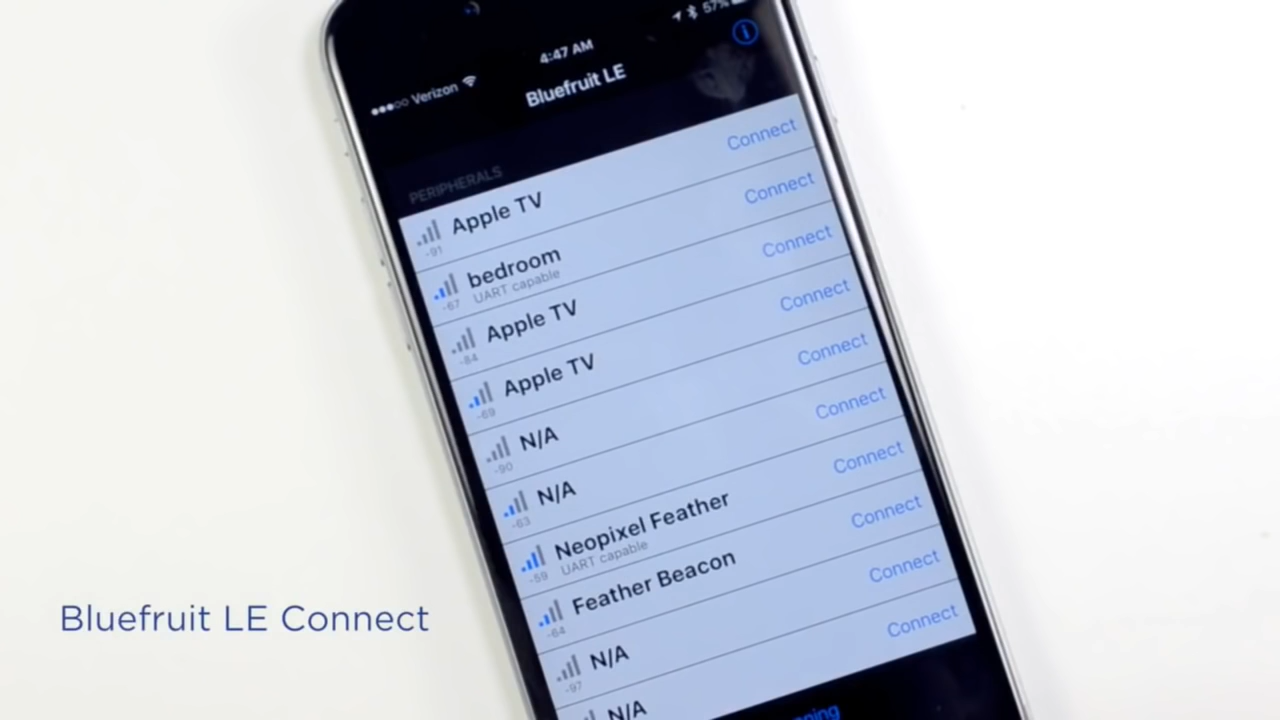 57%
4:47 AM
Verizon
Bluefruit LE
PERIPHERALS
Apple TV
-91
Connect
bedroom
UART capable
-67
Connect
Apple TV
-84
Connect
Apple TV
-69
Connect
N/A
-90
Connect
N/A
-63
Connect
Neopixel Feather
UART capable
-59
Connect
Feather Beacon
-64
Connect
N/A
-97
Connect
N/A
Connect
Bluefruit LE Connect